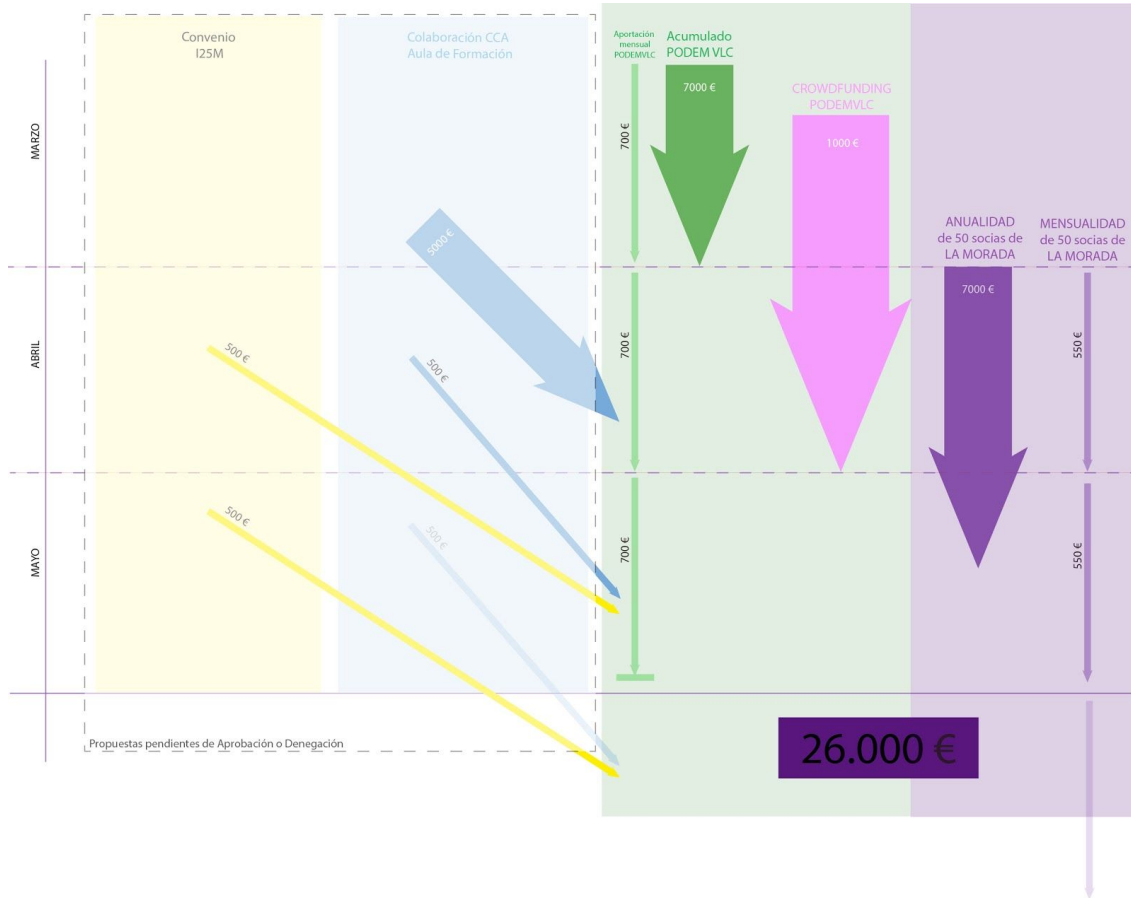 Convenio
I25M
Colaboración CCA
Aula de Formación
Aportación
mensual
PODEMVLC
Acumulado
PODEM VLC
7000 €
CROWDFUNDING
PODEMVLC
1000 €
MARZO
700 €
5000 €
ANUALIDAD
de 50 socias de
LA MORADA
7000 €
MENSUALIDAD
de 50 socias de
LA MORADA
ABRIL
500 €
500 €
700 €
550 €
MAYO
500 €
500 €
700 €
550 €
Propuestas pendientes de Aprobación o Denegación
26.000 €